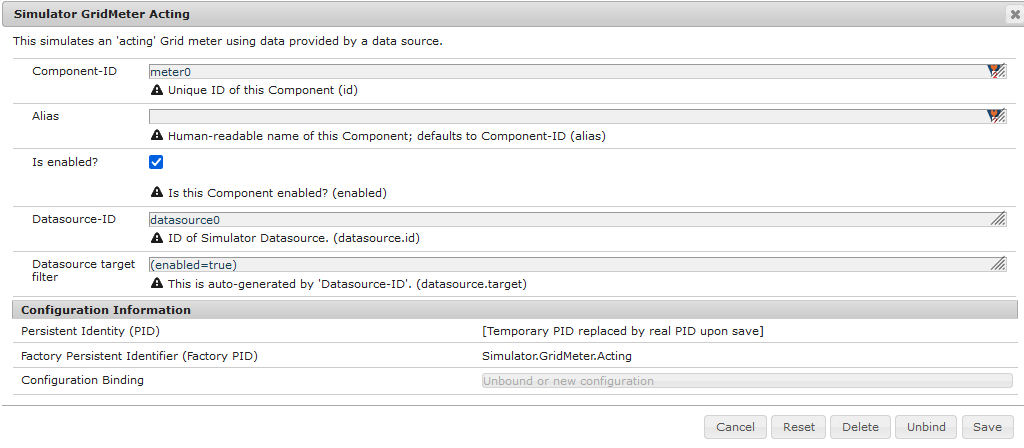 Simulator GridMeter Acting
This simulates an 'acting' Grid meter using data provided by a data source.
Component-ID
meter0
Unique ID of this Component (id)
Alias
Human-readable name of this Component; defaults to Component-ID (alias)
Is enabled?
Is this Component enabled? (enabled)
Datasource-ID
datasource0
ID of Simulator Datasource. (datasource.id)
Datasource target
filter
(enabled=true)
This is auto-generated by 'Datasource-ID'. (datasource.target)
Configuration Information
Persistent Identity (PID)
[Temporary PID replaced by real PID upon save]
Factory Persistent Identifier (Factory PID)
Simulator.GridMeter.Acting
Configuration Binding
Unbound or new configuration
Cancel
Reset
Delete
Unbind
Save